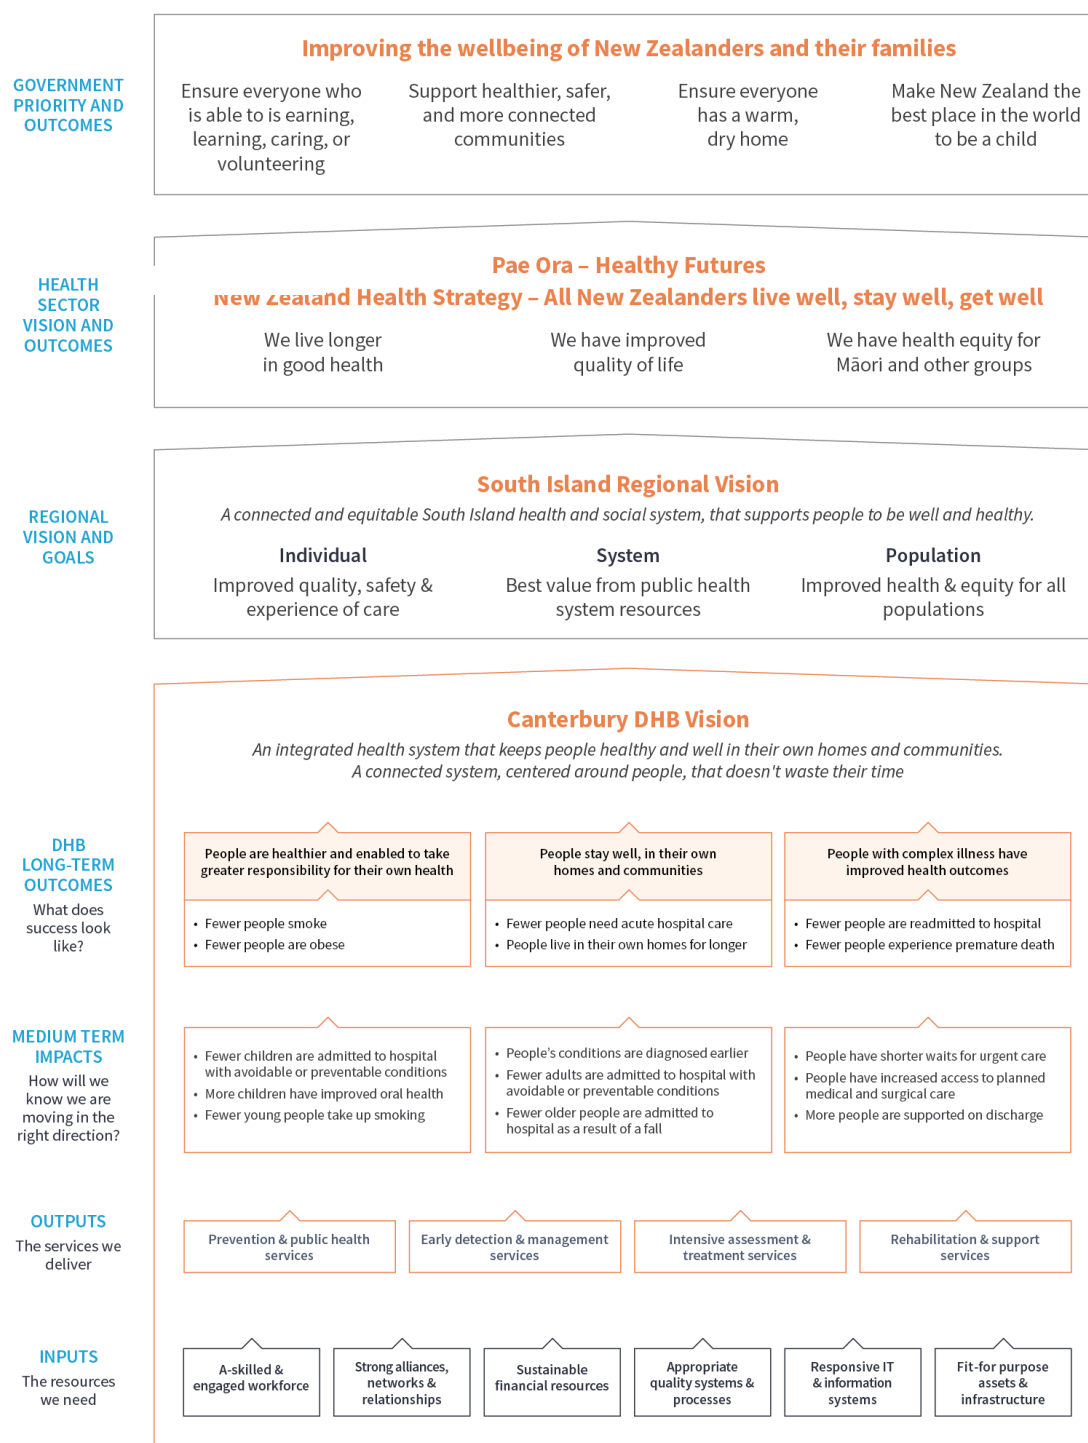 GOVERNMENT
PRIORITY AND
OUTCOMES
Improving the wellbeing of New Zealanders and their families
Ensure everyone who
is able to is earning,
learning, caring, or
volunteering
Support healthier, safer,
and more connected
communities
Ensure everyone
has a warm,
dry home
Make New Zealand the
best place in the world
to be a child
HEALTH
SECTOR
VISION AND
OUTCOMES
Pae Ora – Healthy Futures
New Zealand Health Strategy – All New Zealanders live well, stay well, get well
We live longer
in good health
We have improved
quality of life
We have health equity for
Māori and other groups
REGIONAL
VISION AND
GOALS
South Island Regional Vision
A connected and equitable South Island health and social system, that supports people to be well and healthy.
Individual
Improved quality, safety &
experience of care
System
Best value from public health
system resources
Population
Improved health & equity for all
populations
Canterbury DHB Vision
An integrated health system that keeps people healthy and well in their own homes and communities.
A connected system, centered around people, that doesn't waste their time
DHB
LONG-TERM
OUTCOMES
What does
success look
like?
People are healthier and enabled to take
greater responsibility for their own health
• Fewer people smoke
• Fewer people are obese
People stay well, in their own
homes and communities
• Fewer people need acute hospital care
• People live in their own homes for longer
People with complex illness have
improved health outcomes
• Fewer people are readmitted to hospital
• Fewer people experience premature death
MEDIUM TERM
IMPACTS
How will we
know we are
moving in the
right direction?
• Fewer children are admitted to hospital
with avoidable or preventable conditions
• More children have improved oral health
• Fewer young people take up smoking
• People’s conditions are diagnosed earlier
• Fewer adults are admitted to hospital with
avoidable or preventable conditions
• Fewer older people are admitted to
hospital as a result of a fall
• People have shorter waits for urgent care
• People have increased access to planned
medical and surgical care
• More people are supported on discharge
OUTPUTS
The services we
deliver
Prevention & public health
services
Early detection & management
services
Intensive assessment &
treatment services
Rehabilitation & support
services
INPUTS
The resources
we need
A-skilled &
engaged workforce
Strong alliances,
networks &
relationships
Sustainable
financial resources
Appropriate
quality systems &
processes
Responsive IT
& information
systems
Fit-for purpose
assets &
infrastructure